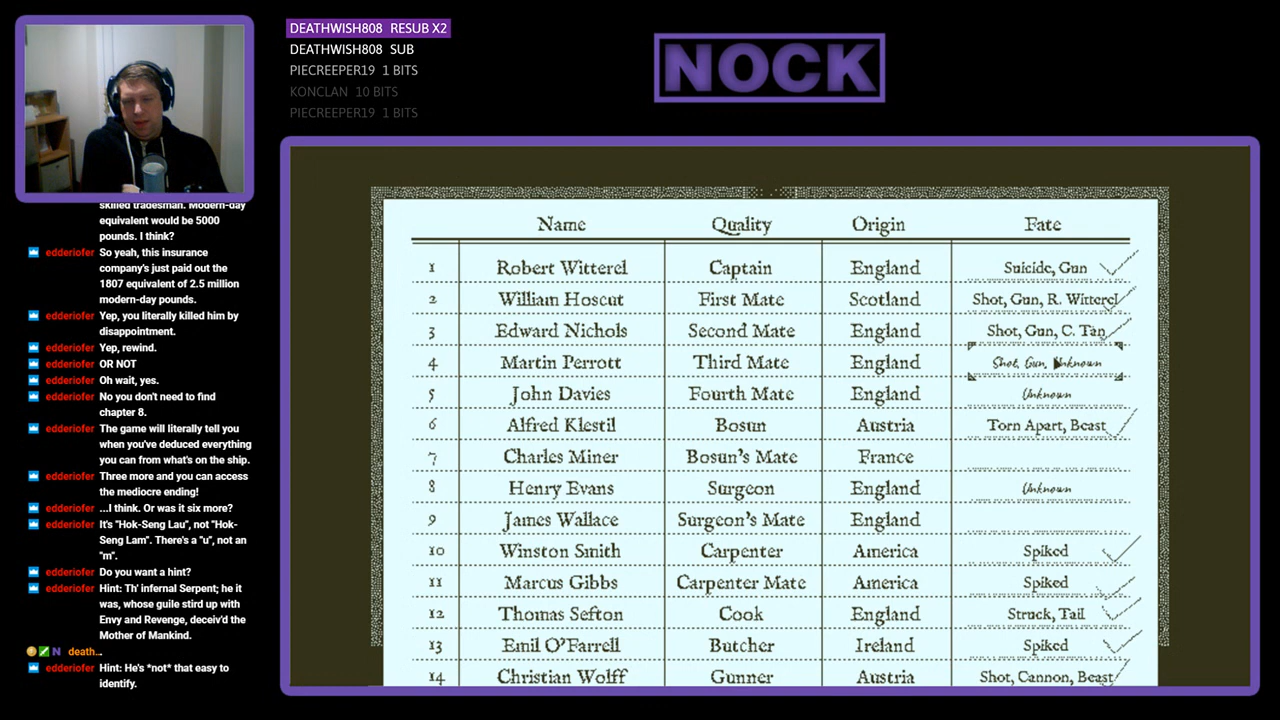 DEATHWISH808 RESUB X2
DEATHWISH808 SUB
PIECREEPER19 1 BITS
KONCLAN 10 BITS
PIECREEPER19 1 BITS
NOCK
skilled tradesman. Modern-day
equivalent would be 5000
pounds. I think?
edderiofer So yeah, this insurance
company's just paid out the
1807 equivalent of 2.5 million
modern-day pounds.
edderiofer Yep, you literally killed him by
disappointment.
edderiofer Yep, rewind.
edderiofer OR NOT
edderiofer Oh wait, yes.
edderiofer No you don't need to find
chapter 8.
edderiofer The game will literally tell you
when you've deduced everything
you can from what's on the ship.
edderiofer Three more and you can access
the mediocre ending!
edderiofer ...I think. Or was it six more?
edderiofer It's "Hok-Seng Lau", not "Hok-
Seng Lam". There's a "u", not an
"m".
edderiofer Do you want a hint?
edderiofer Hint: Th' infernal Serpent; he it
was, whose guile stird up with
Envy and Revenge, deceiv'd the
Mother of Mankind.
N death...
edderiofer Hint: He's *not* that easy to
identify.
Name Quality Origin Fate
1 Robert Witterel Captain England Suicide, Gun
2 William Hoscut First Mate Scotland Shot, Gun, R. Witterel
3 Edward Nichols Second Mate England Shot, Gun, C. Tan
4 Martin Perrott Third Mate England Shot, Gun, Unknown
5 John Davies Fourth Mate England Unknown
6 Alfred Klestil Bosun Austria Torn Apart, Beast
7 Charles Miner Bosun's Mate France
8 Henry Evans Surgeon England Unknown
9 James Wallace Surgeon's Mate England
10 Winston Smith Carpenter America Spiked
11 Marcus Gibbs Carpenter Mate America Spiked
12 Thomas Sefton Cook England Struck, Tail
13 Emil O'Farrell Butcher Ireland Spiked
14 Christian Wolff Gunner Austria Shot, Cannon, Beast